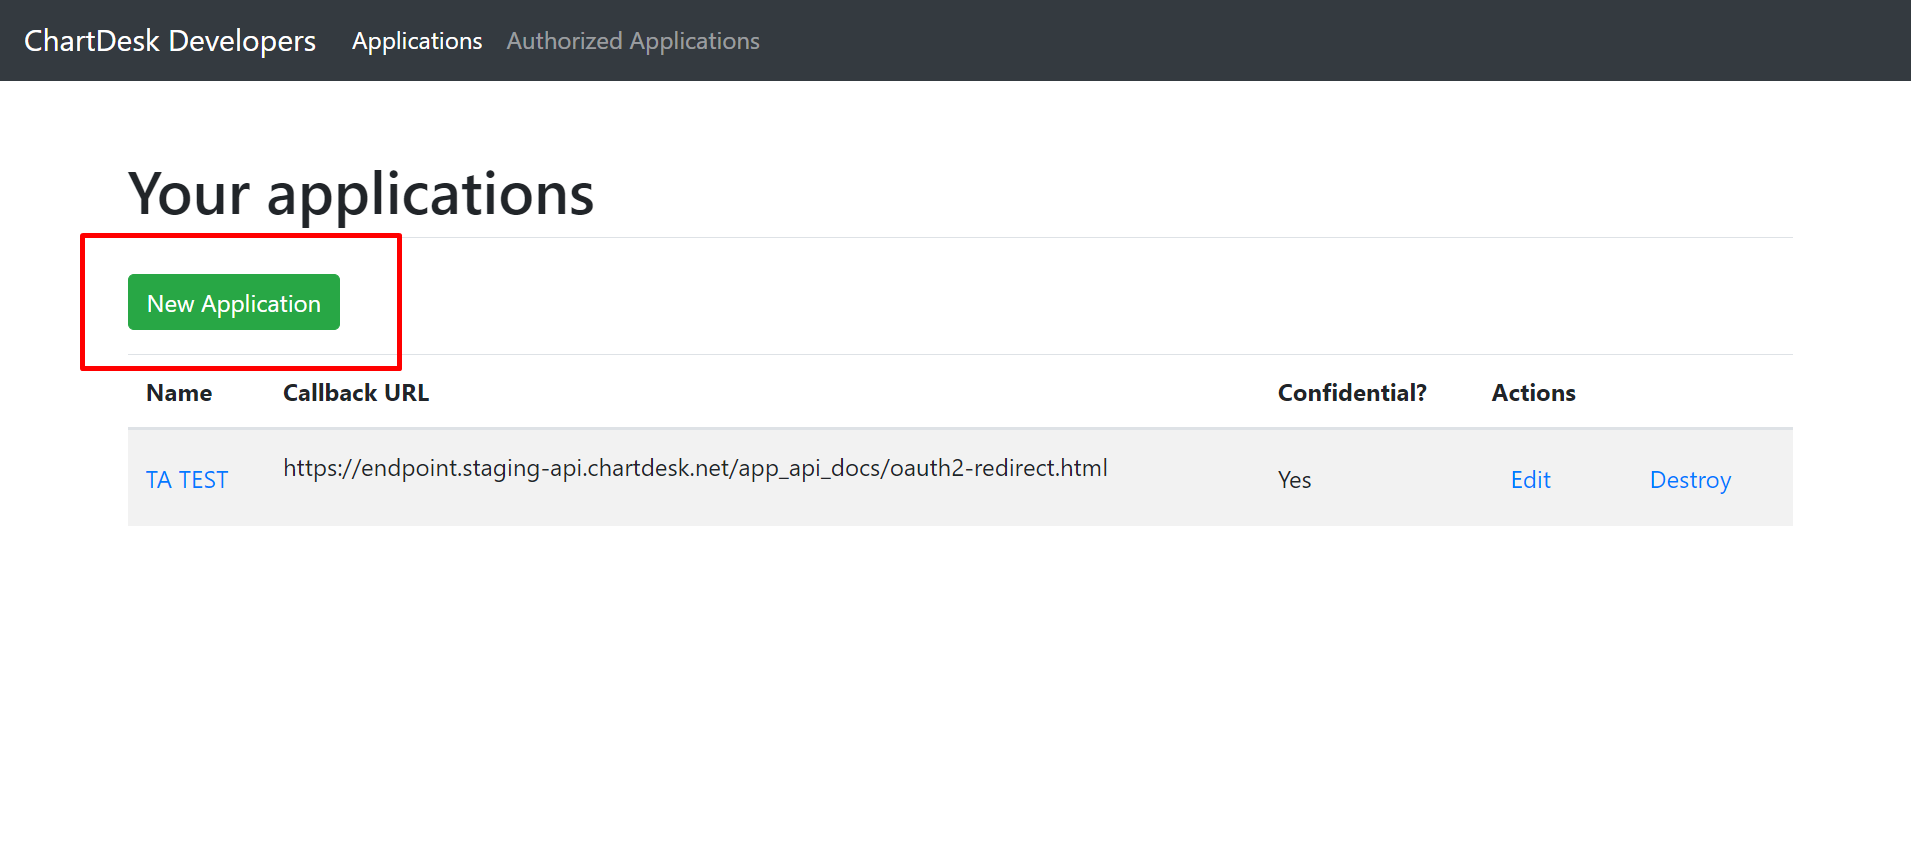 ChartDesk Developers Applications Authorized Applications
Your applications
New Application
Name Callback URL Confidential? Actions
TA TEST https://endpoint.staging-api.chartdesk.net/app_api_docs/oauth2-redirect.html Yes Edit Destroy